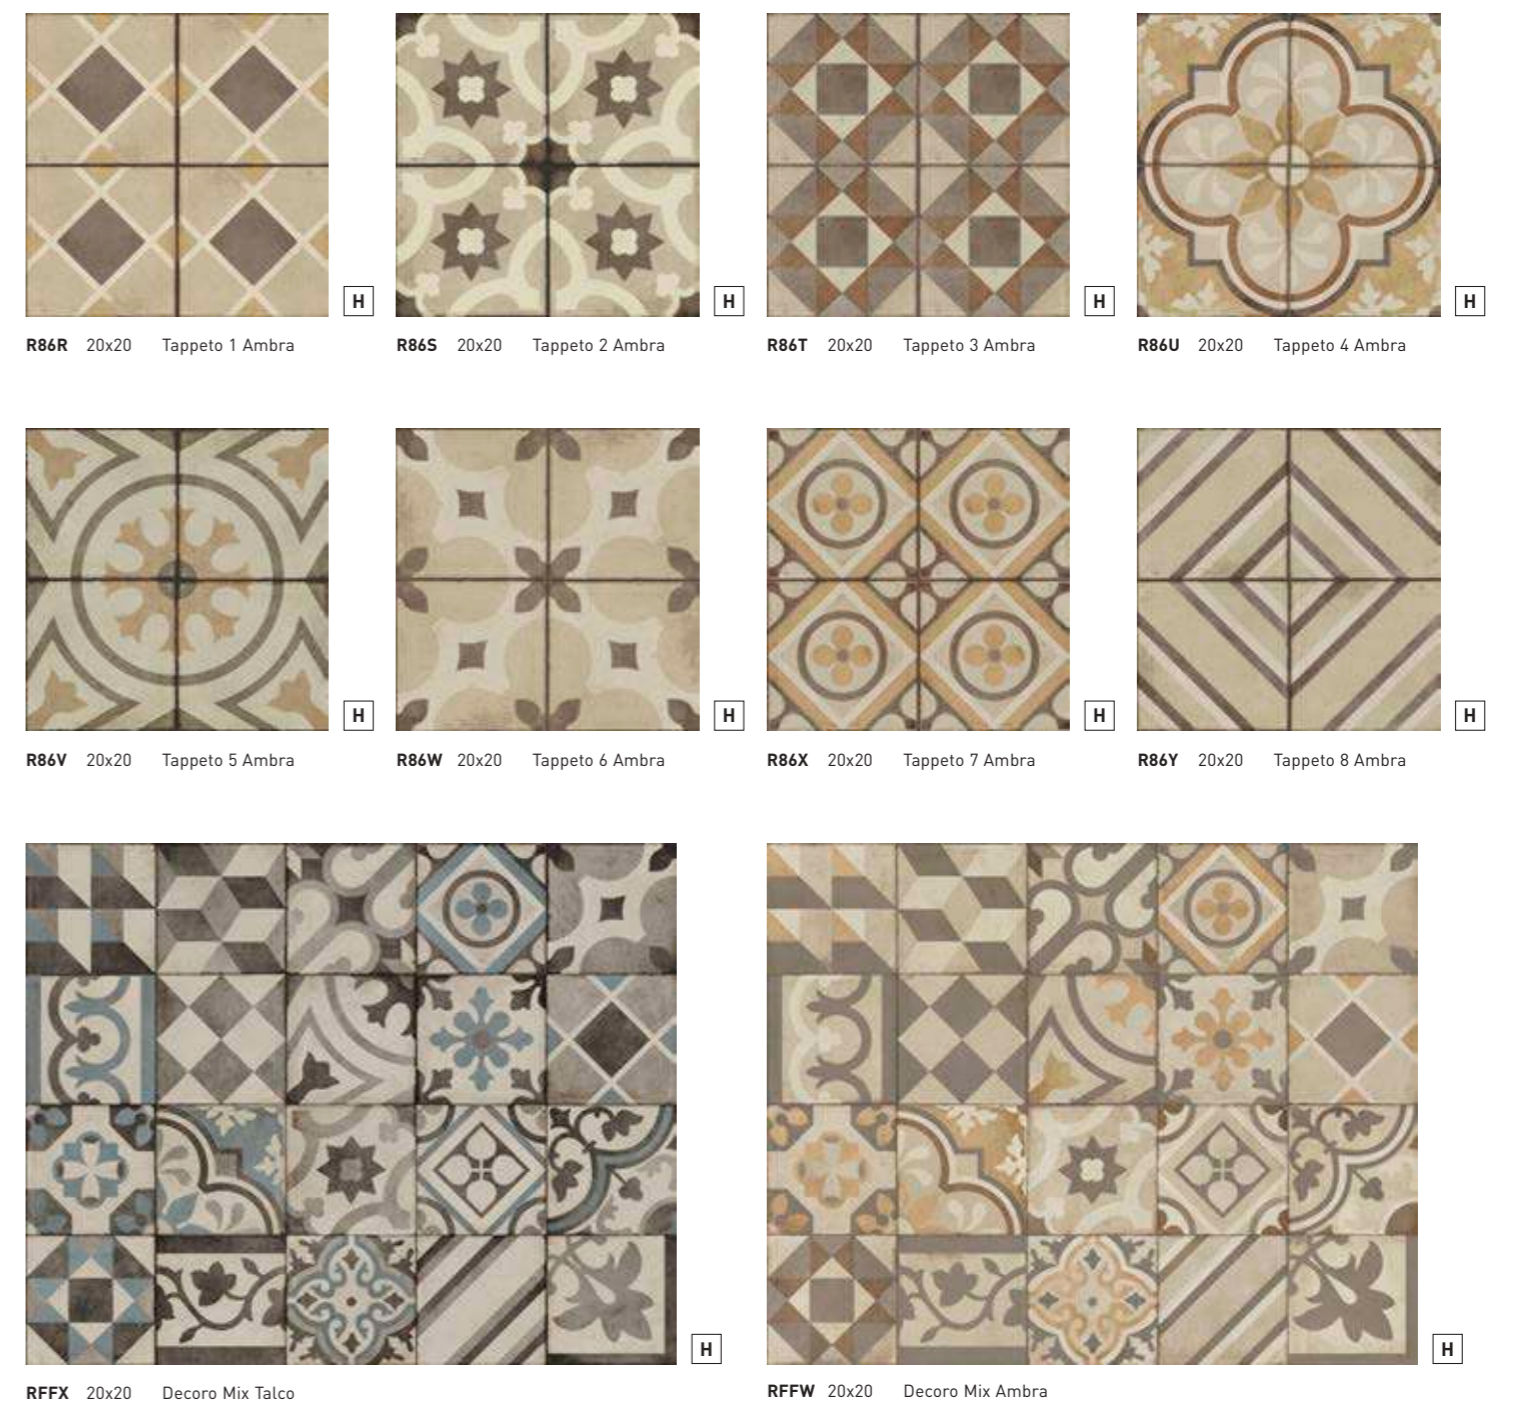 H H H H
R86R 20x20 Tappeto 1 Ambra R86S 20x20 Tappeto 2 Ambra R86T 20x20 Tappeto 3 Ambra R86U 20x20 Tappeto 4 Ambra
H H H H
R86V 20x20 Tappeto 5 Ambra R86W 20x20 Tappeto 6 Ambra R86X 20x20 Tappeto 7 Ambra R86Y 20x20 Tappeto 8 Ambra
H H
RFFX 20x20 Decoro Mix Talco RFFW 20x20 Decoro Mix Ambra